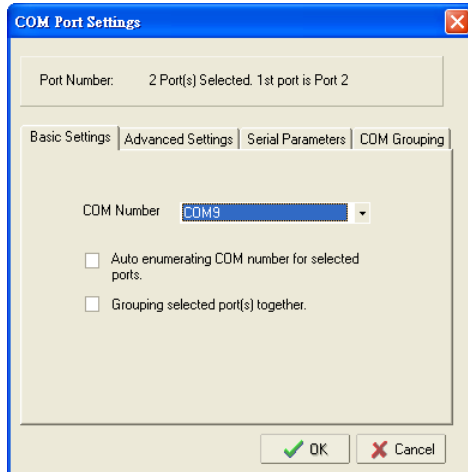 COM Port Settings
Port Number: 2 Port(s) Selected. 1st port is Port 2
Basic Settings Advanced Settings Serial Parameters COM Grouping
COM Number COM9
Auto enumerating COM number for selected
ports.
Grouping selected port(s) together.
OK Cancel